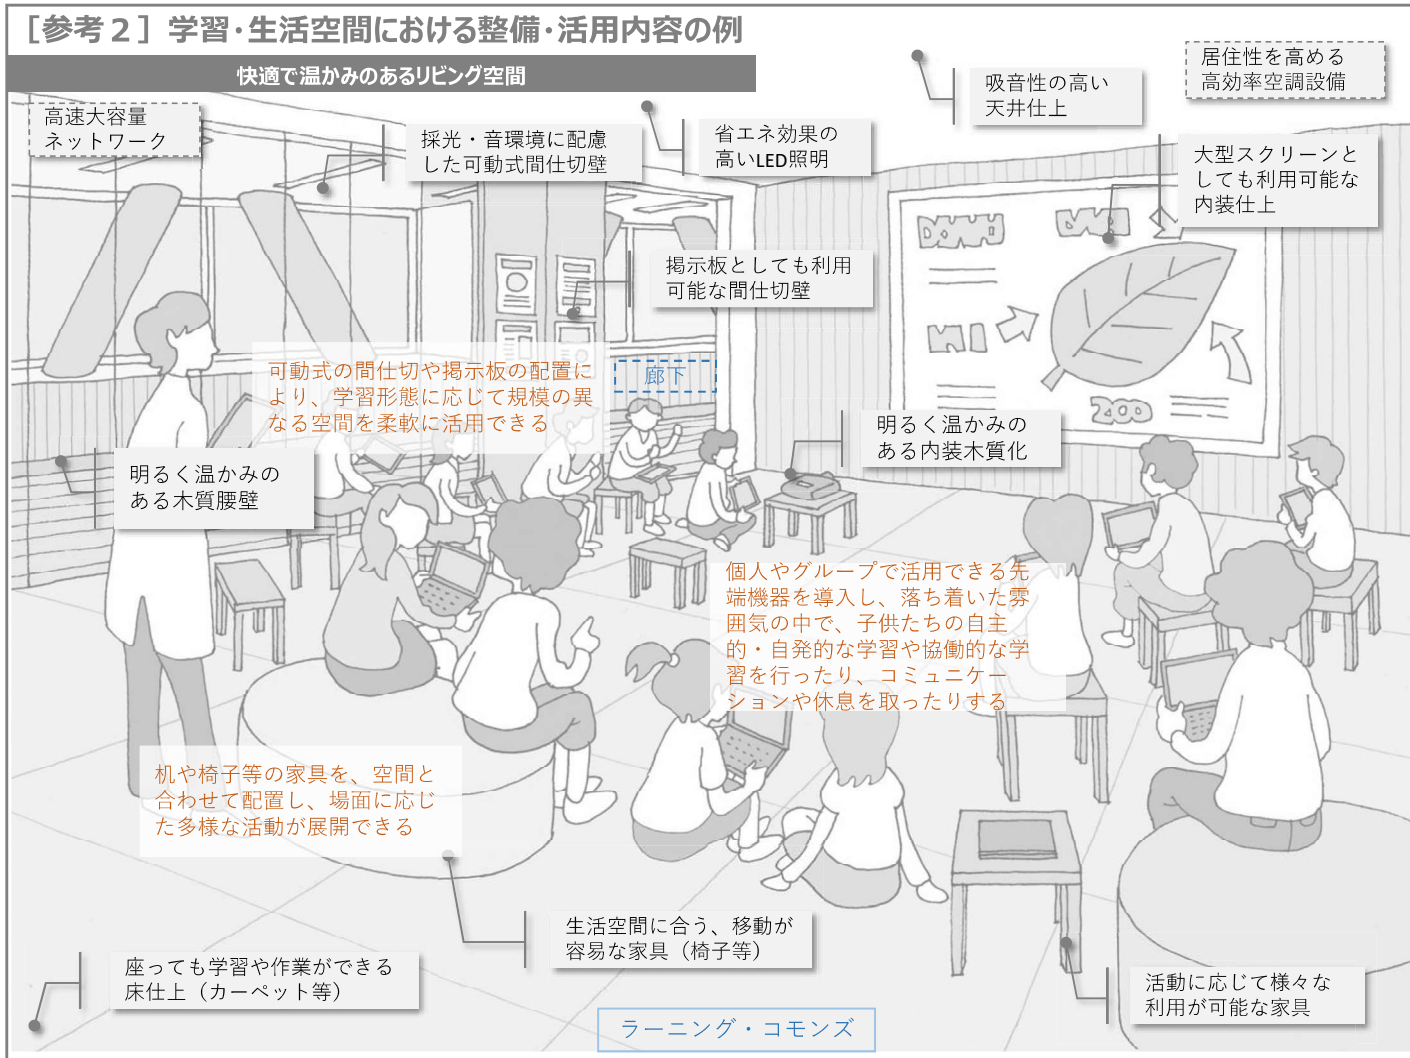 ［参考２］学習・生活空間における整備・活用内容の例
快適で温かみのあるリビング空間
高速大容量
ネットワーク
採光・音環境に配慮
した可動式間仕切壁
省エネ効果の
高いLED照明
吸音性の高い
天井仕上
居住性を高める
高効率空調設備
大型スクリーンと
しても利用可能な
内装仕上
掲示板としても利用
可能な間仕切壁
可動式の間仕切や掲示板の配置に
より、学習形態に応じて規模の異
なる空間を柔軟に活用できる
廊下
明るく温かみの
ある内装木質化
明るく温かみの
ある木質腰壁
200
個人やグループで活用できる先
端機器を導入し、落ち着いた雰
囲気の中で、子供たちの自主
的・自発的な学習や協働的な学
習を行ったり、コミュニケー
ションや休息を取ったりする
机や椅子等の家具を、空間と
合わせて配置し、場面に応じ
た多様な活動が展開できる
生活空間に合う、移動が
容易な家具（椅子等）
座っても学習や作業ができる
床仕上（カーペット等）
活動に応じて様々な
利用が可能な家具
ラーニング・コモンズ